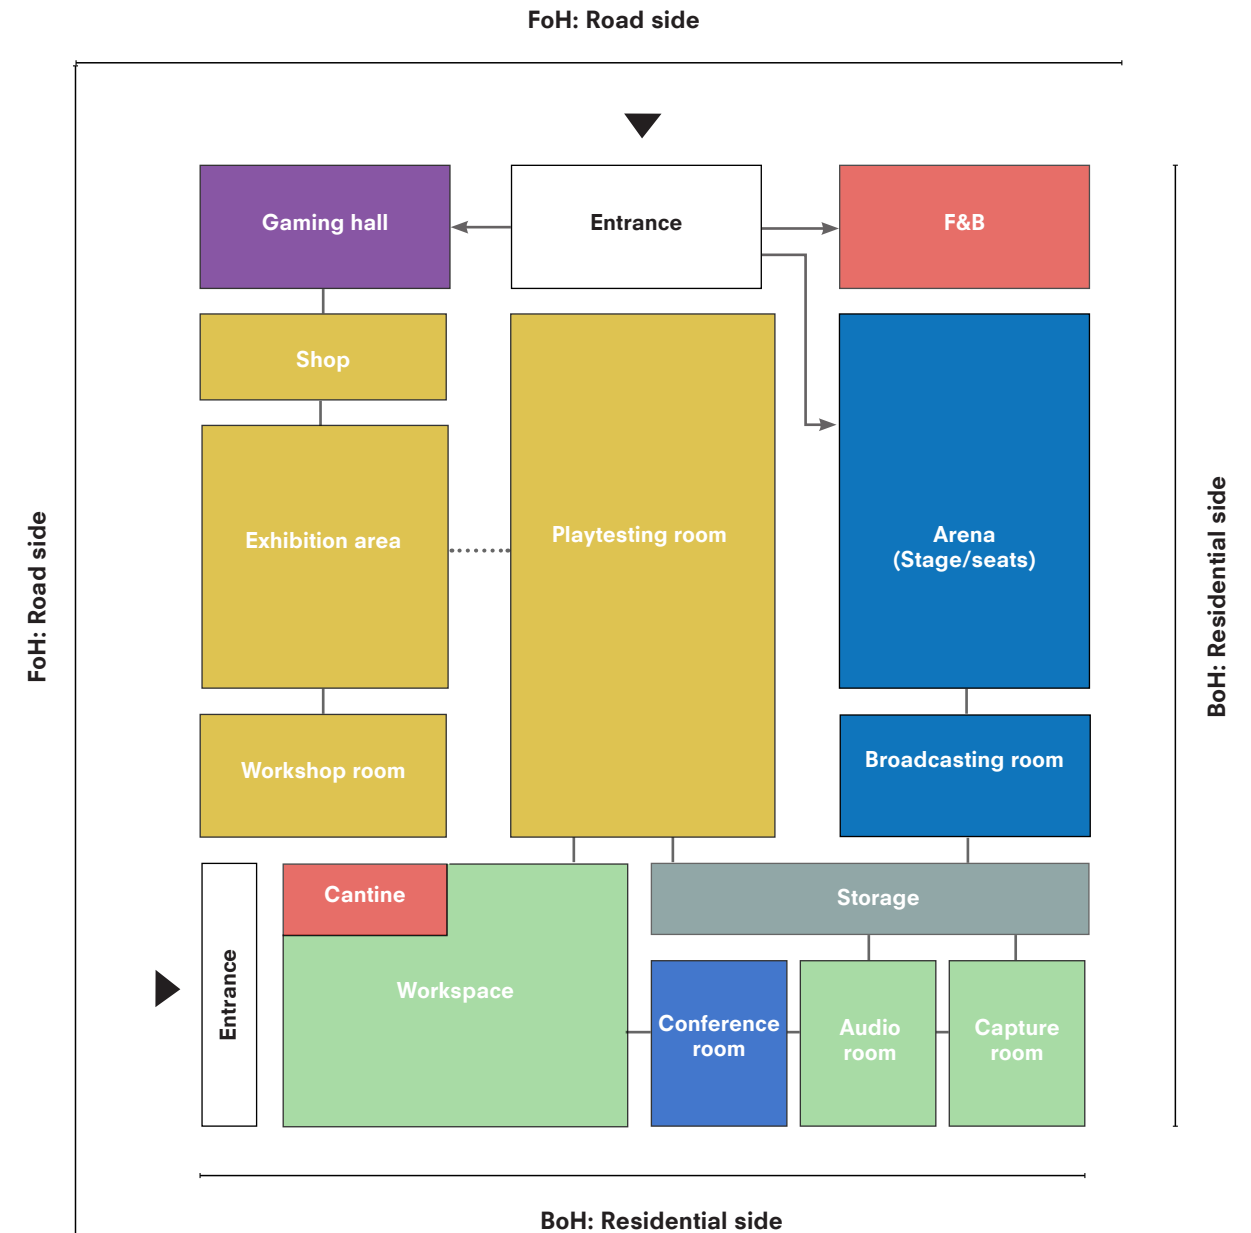 FoH: Road side
Gaming hall
Entrance
F&B
Shop
Exhibition area
Playtesting room
Arena
(Stage/seats)
FoH: Road side
BoH: Residential side
Workshop room
Broadcasting room
Cantine
Storage
Entrance
Workspace
Conference
room
Audio
room
Capture
room
BoH: Residential side